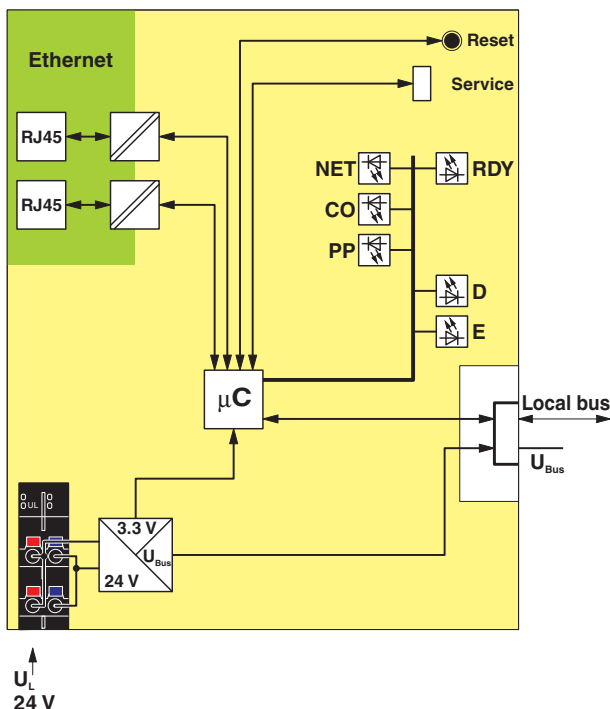 Ethernet
Reset
Service
RJ45
RJ45
NET
RDY
CO
PP
D
E
µC
Local bus
UBus
UL
3.3 V
UBus
24 V
UL
24 V